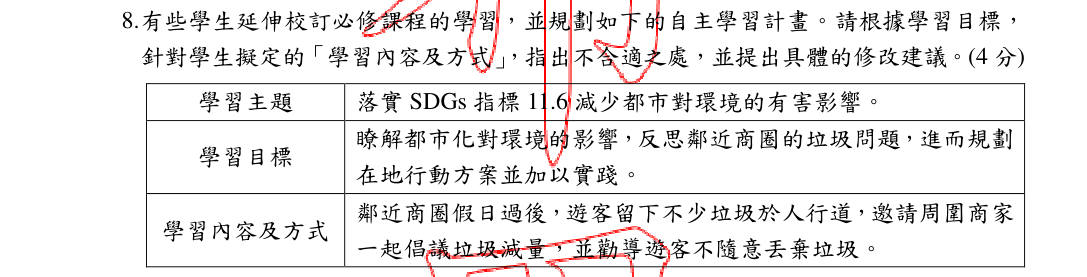 8.有些學生延伸校訂必修課程的學習，並規劃如下的自主學習計畫。請根據學習目標，
針對學生擬定的「學習內容及方式」，指出不合適之處，並提出具體的修改建議。(4 分)
學習主題
落實 SDGs 指標 11.6 減少都市對環境的有害影響。
學習目標
瞭解都市化對環境的影響，反思鄰近商圈的垃圾問題，進而規劃
在地行動方案並加以實踐。
學習內容及方式
鄰近商圈假日過後，遊客留下不少垃圾於人行道，邀請周圍商家
一起倡議垃圾減量，並勸導遊客不隨意丟棄垃圾。